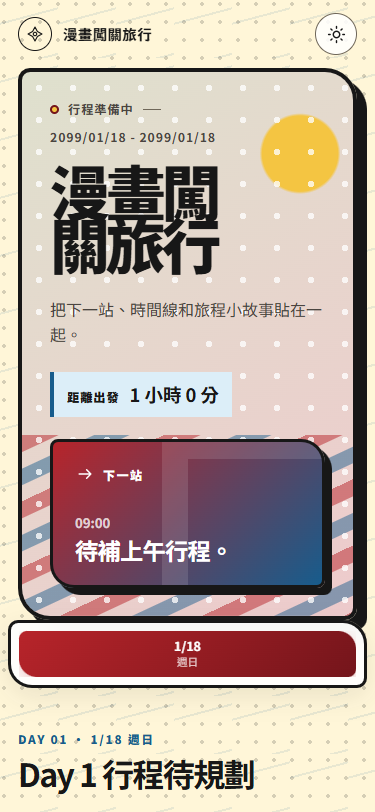 漫畫闖關旅行
行程準備中
2099/01/18 - 2099/01/18
漫畫闖
關旅行
把下一站、時間線和旅程小故事貼在一
起。
距離出發 1 小時 0 分
下一站
09:00
待補上午行程。
1/18
週日
DAY 01 · 1/18 週日
Day 1 行程待規劃